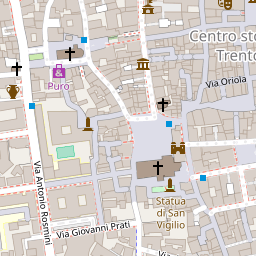 Centro sto
Trento
Via Oriola
Puro
Via Antonio Rosmini
Statua di San
Vigilio
Via Giovanni Prati